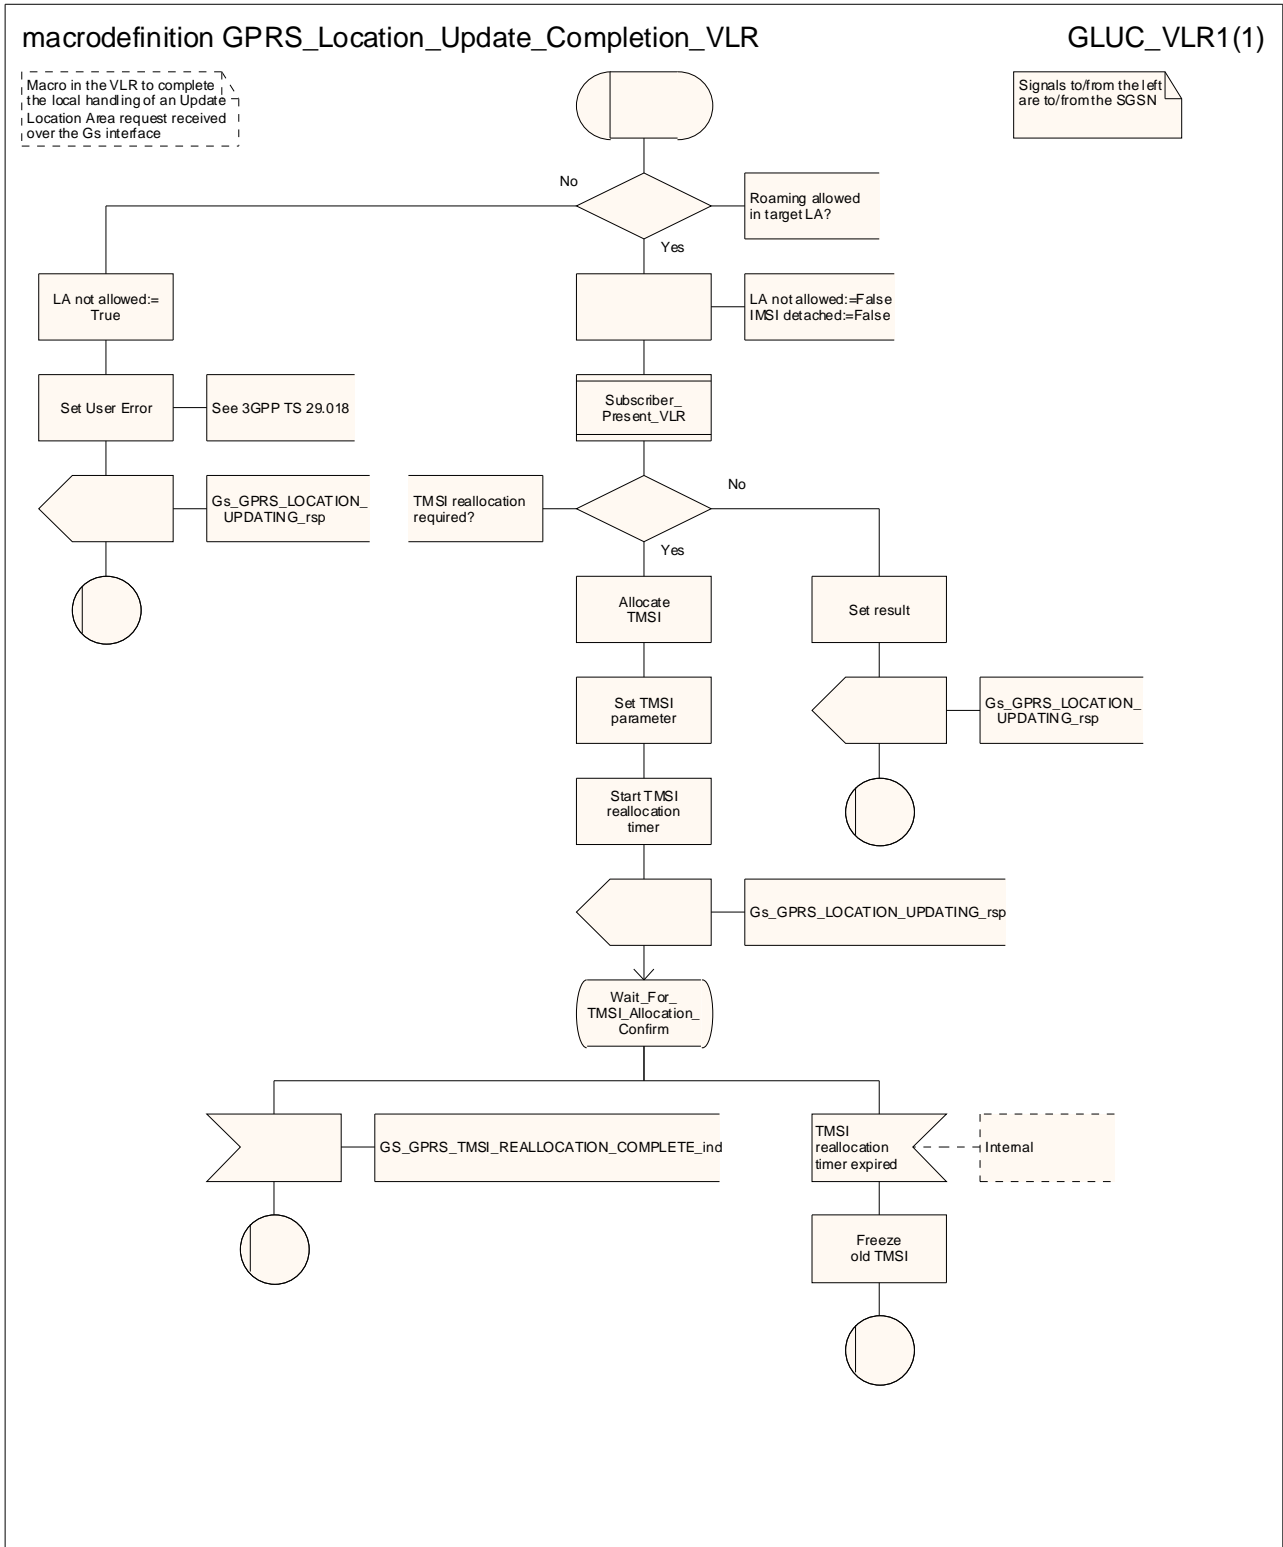 macrodefinition GPRS_Location_Update_Completion_VLR
GLUC_VLR1(1)
Macro in the VLR to complete
the local handling of an Update
Location Area request received
over the Gs interface
Signals to/from the left
are to/from the SGSN
No
Roaming allowed
in target LA?
Yes
LA not allowed:=
True
LA not allowed:=False
IMSI detached:=False
Set User Error
See 3GPP TS 29.018
Subscriber_
Present_VLR
Gs_GPRS_LOCATION_
UPDATING_rsp
TMSI reallocation
required?
No
Yes
Allocate
TMSI
Set result
Set TMSI
parameter
Gs_GPRS_LOCATION_
UPDATING_rsp
Start TMSI
reallocation
timer
Gs_GPRS_LOCATION_UPDATING_rsp
Wait_For_
TMSI_Allocation_
Confirm
GS_GPRS_TMSI_REALLOCATION_COMPLETE_ind
TMSI
reallocation
timer expired
Internal
Freeze
old TMSI